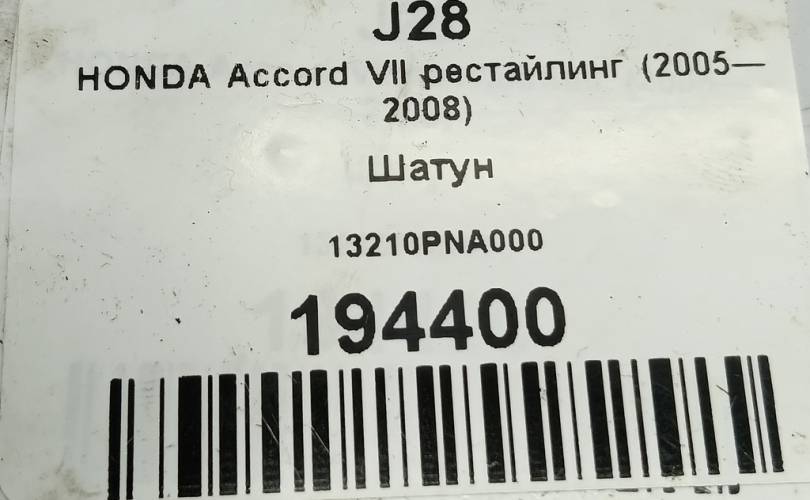 J28
HONDA Accord VII рестайлинг (2005—
2008)
Шатун
13210PNA000
194400